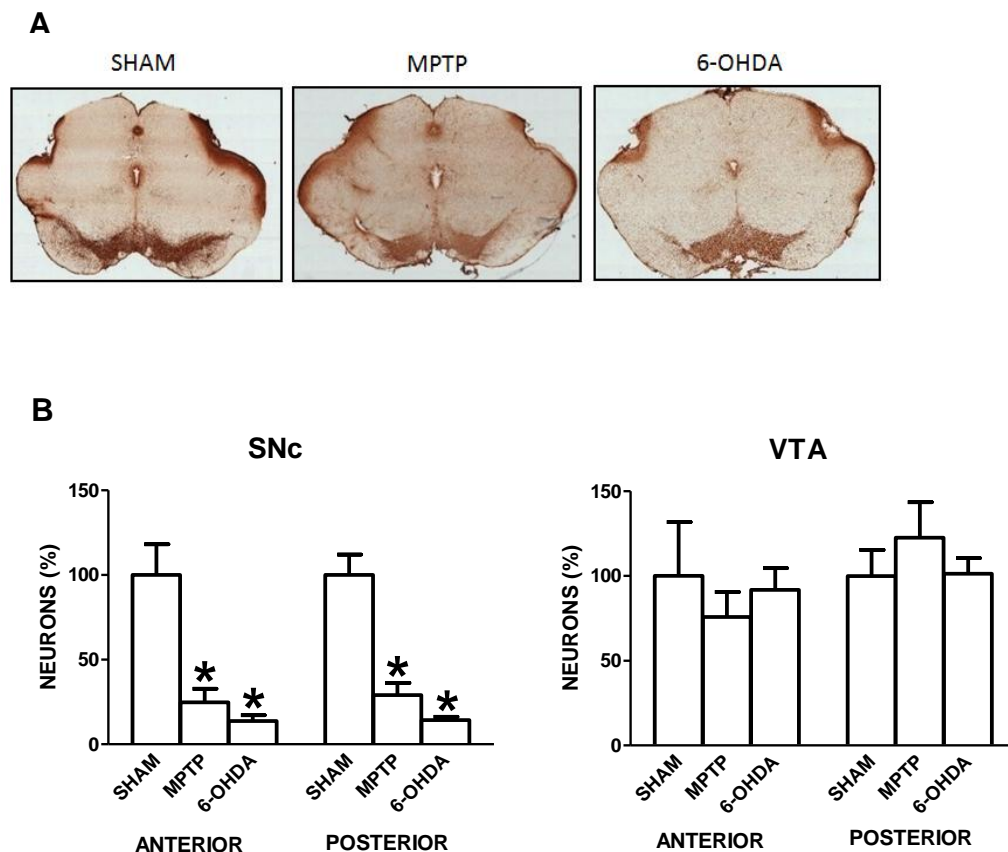 A
SHAM MPTP 6-OHDA
B
SNc
150
100
50
0
NEURONS (%)
*
*
*
*
SHAM MPTP 6-OHDA SHAM MPTP 6-OHDA
ANTERIOR POSTERIOR
VTA
150
100
50
0
NEURONS (%)
SHAM MPTP 6-OHDA SHAM MPTP 6-OHDA
ANTERIOR POSTERIOR